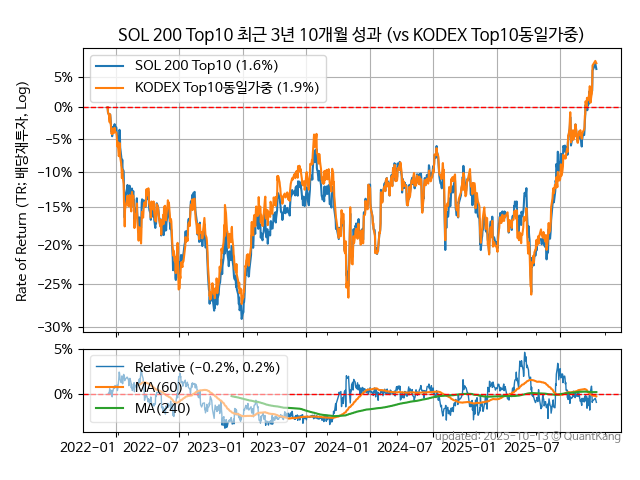 SOL 200 Top10 최근 3년 10개월 성과 (vs KODEX Top10동일가중)
SOL 200 Top10 (1.6%)
KODEX Top10동일가중 (1.9%)
Rate of Return (TR: 배당재투자, Log)
5%
0%
−5%
−10%
−15%
−20%
−25%
−30%
5%
0%
Relative (−0.2%, 0.2%)
MA(60)
MA(240)
updated: 2025-10-13 © QuantKang
2022−01
2022−07
2023−01
2023−07
2024−01
2024−07
2025−01
2025−07